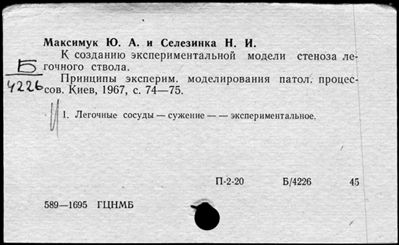 Максимук Ю. А. и Селезинка Н. И.
К созданию экспериментальной модели стеноза ле-
гочного ствола.
Б
4226
Принципы эксперим. моделирования патол. процес-
сов. Киев, 1967, с. 74—75.
1. Легочные сосуды — сужение — — экспериментальное.
П-2-20 Б/4226 45
589—1695 ГЦНМБ